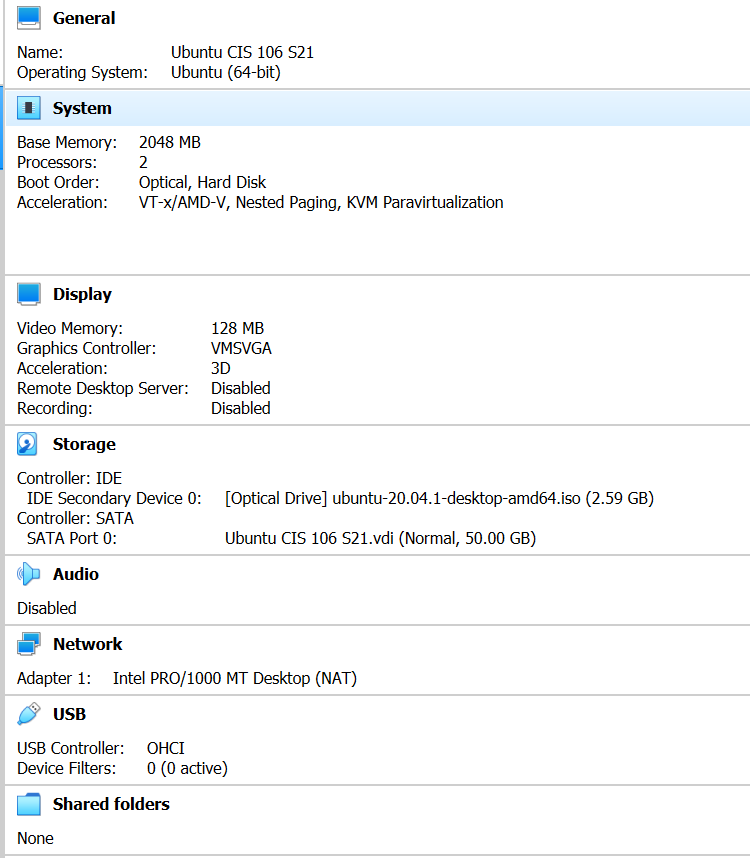 General
Name: Ubuntu CIS 106 S21
Operating System: Ubuntu (64-bit)
System
Base Memory: 2048 MB
Processors: 2
Boot Order: Optical, Hard Disk
Acceleration: VT-x/AMD-V, Nested Paging, KVM Paravirtualization
Display
Video Memory: 128 MB
Graphics Controller: VMSVGA
Acceleration: 3D
Remote Desktop Server: Disabled
Recording: Disabled
Storage
Controller: IDE
IDE Secondary Device 0: [Optical Drive] ubuntu-20.04.1-desktop-amd64.iso (2.59 GB)
Controller: SATA
SATA Port 0: Ubuntu CIS 106 S21.vdi (Normal, 50.00 GB)
Audio
Disabled
Network
Adapter 1: Intel PRO/1000 MT Desktop (NAT)
USB
USB Controller: OHCI
Device Filters: 0 (0 active)
Shared folders
None